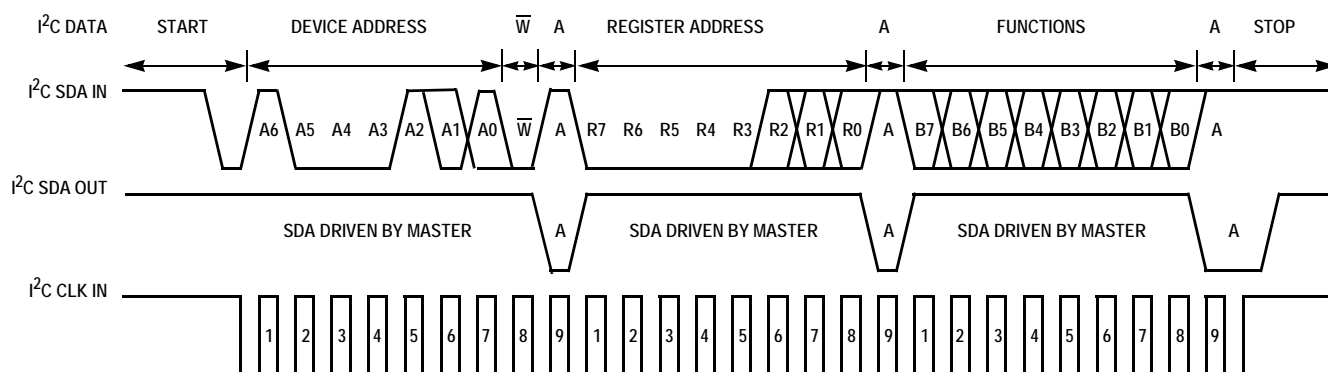 I²C DATA START DEVICE ADDRESS W̅ A REGISTER ADDRESS A FUNCTIONS A STOP
I²C SDA IN
A6 A5 A4 A3 A2 A1 A0 W̅ A R7 R6 R5 R4 R3 R2 R1 R0 A B7 B6 B5 B4 B3 B2 B1 B0 A
I²C SDA OUT
SDA DRIVEN BY MASTER A SDA DRIVEN BY MASTER A SDA DRIVEN BY MASTER A
I²C CLK IN
1 2 3 4 5 6 7 8 9 1 2 3 4 5 6 7 8 9 1 2 3 4 5 6 7 8 9